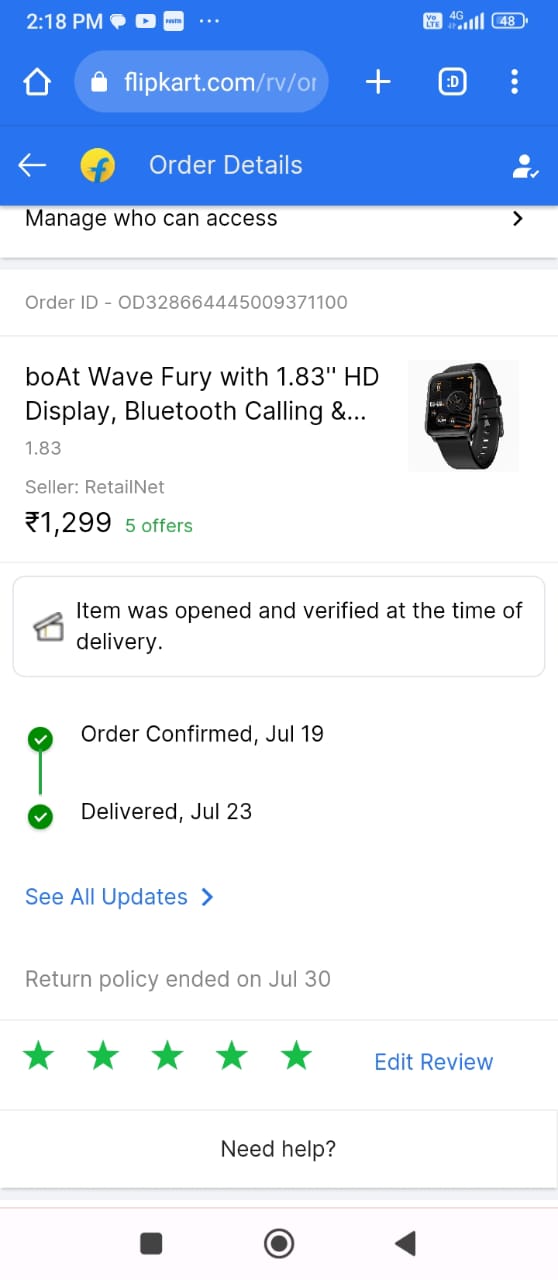 2:18 PM
4G
Vo
LTE
48
flipkart.com/rv/or
:D
Order Details
Manage who can access
Order ID - OD328664445009371100
boAt Wave Fury with 1.83'' HD
Display, Bluetooth Calling &...
1.83
Seller: RetailNet
₹1,299 5 offers
Item was opened and verified at the time of
delivery.
Order Confirmed, Jul 19
Delivered, Jul 23
See All Updates
Return policy ended on Jul 30
Edit Review
Need help?